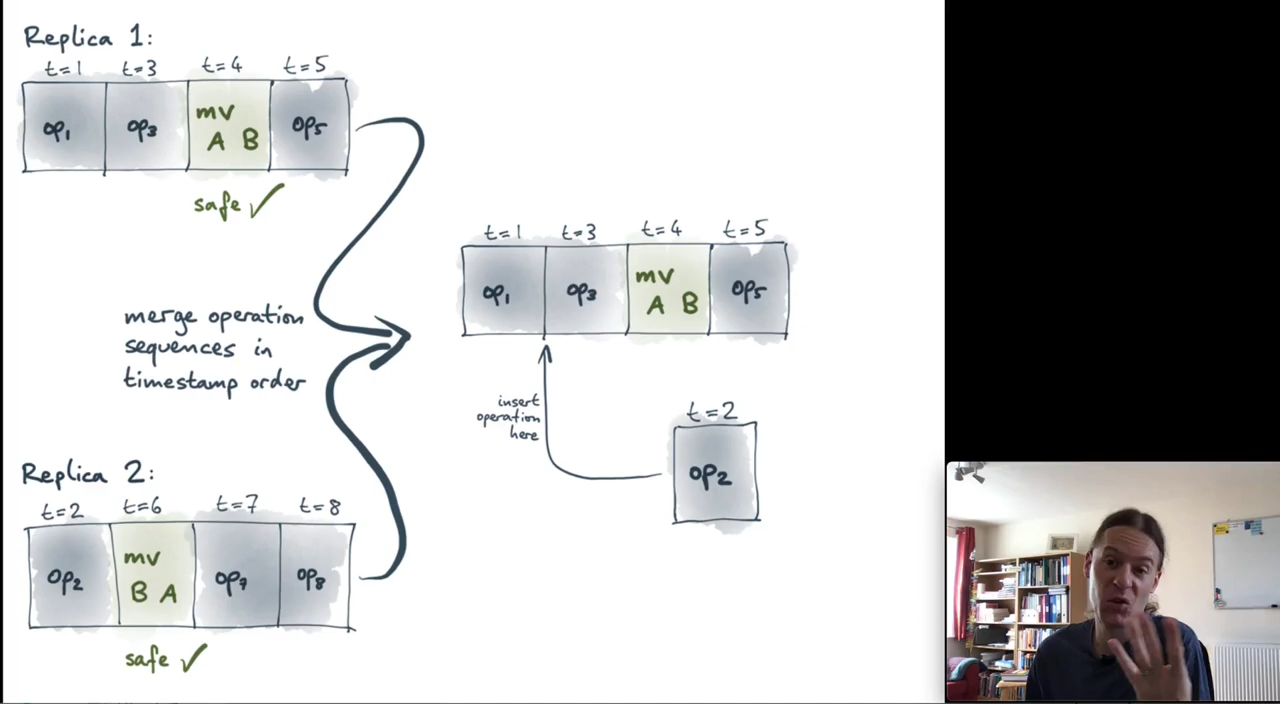 Replica 1:
t=1 t=3 t=4 t=5
op₁ op₃ mv A B op₅
safe ✓
merge operation
sequences in
timestamp order
Replica 2:
t=2 t=6 t=7 t=8
op₂ mv B A op₇ op₈
safe ✓
t=1 t=3 t=4 t=5
op₁ op₃ mv A B op₅
insert
operation
here
t=2
op₂